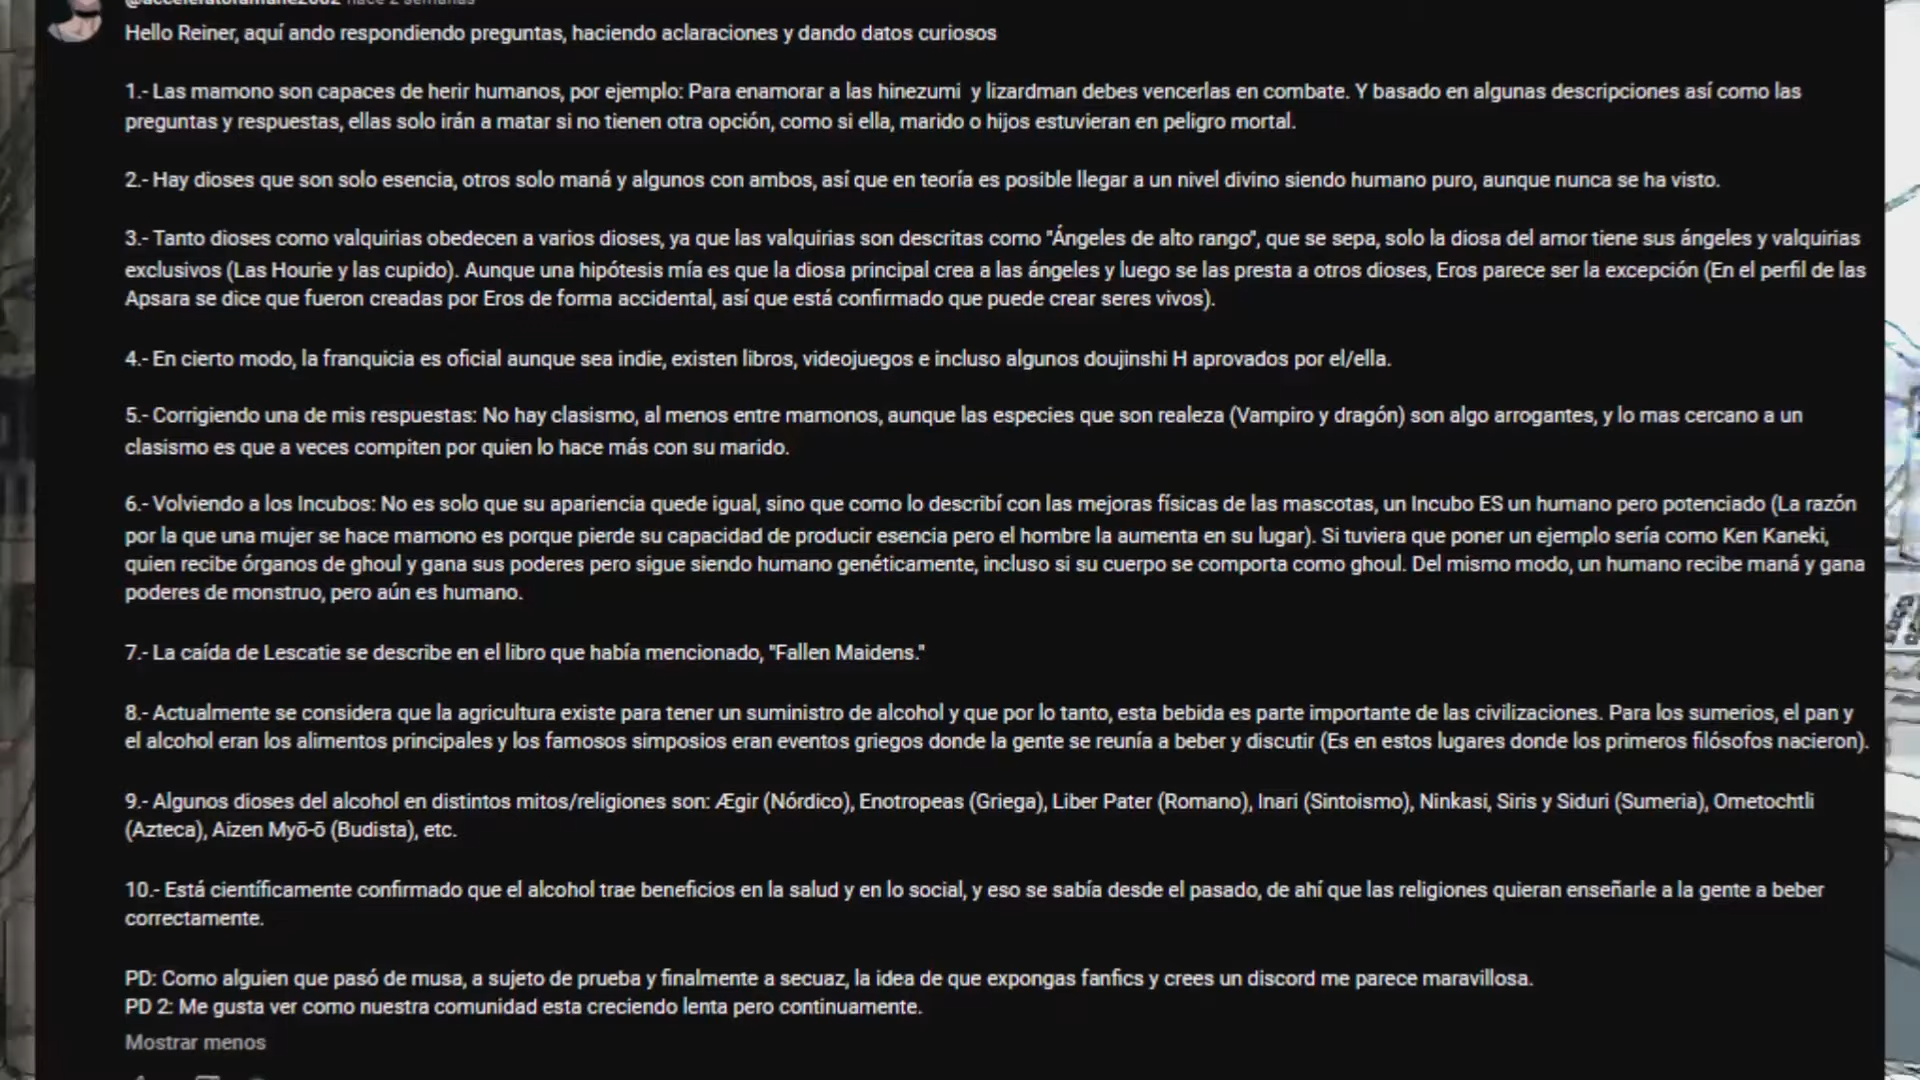 Hello Reiner, aquí ando respondiendo preguntas, haciendo aclaraciones y dando datos curiosos
1.- Las mamono son capaces de herir humanos, por ejemplo: Para enamorar a las hinezumi y lizardman debes vencerlas en combate. Y basado en algunas descripciones así como las
preguntas y respuestas, ellas solo irán a matar si no tienen otra opción, como si ella, marido o hijos estuvieran en peligro mortal.
2.- Hay dioses que son solo esencia, otros solo maná y algunos con ambos, así que en teoría es posible llegar a un nivel divino siendo humano puro, aunque nunca se ha visto.
3.- Tanto dioses como valquirias obedecen a varios dioses, ya que las valquirias son descritas como "Ángeles de alto rango", que se sepa, solo la diosa del amor tiene sus ángeles y valquirias
exclusivos (Las Hourie y las cupido). Aunque una hipótesis mía es que la diosa principal crea a las ángeles y luego se las presta a otros dioses, Eros parece ser la excepción (En el perfil de las
Apsara se dice que fueron creadas por Eros de forma accidental, así que está confirmado que puede crear seres vivos).
4.- En cierto modo, la franquicia es oficial aunque sea indie, existen libros, videojuegos e incluso algunos doujinshi H aprovados por el/ella.
5.- Corrigiendo una de mis respuestas: No hay clasismo, al menos entre mamonos, aunque las especies que son realeza (Vampiro y dragón) son algo arrogantes, y lo mas cercano a un
clasismo es que a veces compiten por quien lo hace más con su marido.
6.- Volviendo a los Incubos: No es solo que su apariencia quede igual, sino que como lo describí con las mejoras físicas de las mascotas, un Incubo ES un humano pero potenciado (La razón
por la que una mujer se hace mamono es porque pierde su capacidad de producir esencia pero el hombre la aumenta en su lugar). Si tuviera que poner un ejemplo sería como Ken Kaneki,
quien recibe órganos de ghoul y gana sus poderes pero sigue siendo humano genéticamente, incluso si su cuerpo se comporta como ghoul. Del mismo modo, un humano recibe maná y gana
poderes de monstruo, pero aún es humano.
7.- La caída de Lescatie se describe en el libro que había mencionado, "Fallen Maidens."
8.- Actualmente se considera que la agricultura existe para tener un suministro de alcohol y que por lo tanto, esta bebida es parte importante de las civilizaciones. Para los sumerios, el pan y
el alcohol eran los alimentos principales y los famosos simposios eran eventos griegos donde la gente se reunía a beber y discutir (Es en estos lugares donde los primeros filósofos nacieron).
9.- Algunos dioses del alcohol en distintos mitos/religiones son: Ægir (Nórdico), Enotropeas (Griega), Liber Pater (Romano), Inari (Sintoismo), Ninkasi, Siris y Siduri (Sumeria), Ometochtli
(Azteca), Aizen Myō-ō (Budista), etc.
10.- Está científicamente confirmado que el alcohol trae beneficios en la salud y en lo social, y eso se sabía desde el pasado, de ahí que las religiones quieran enseñarle a la gente a beber
correctamente.
PD: Como alguien que pasó de musa, a sujeto de prueba y finalmente a secuaz, la idea de que expongas fanfics y crees un discord me parece maravillosa.
PD 2: Me gusta ver como nuestra comunidad esta creciendo lenta pero continuamente.
Mostrar menos